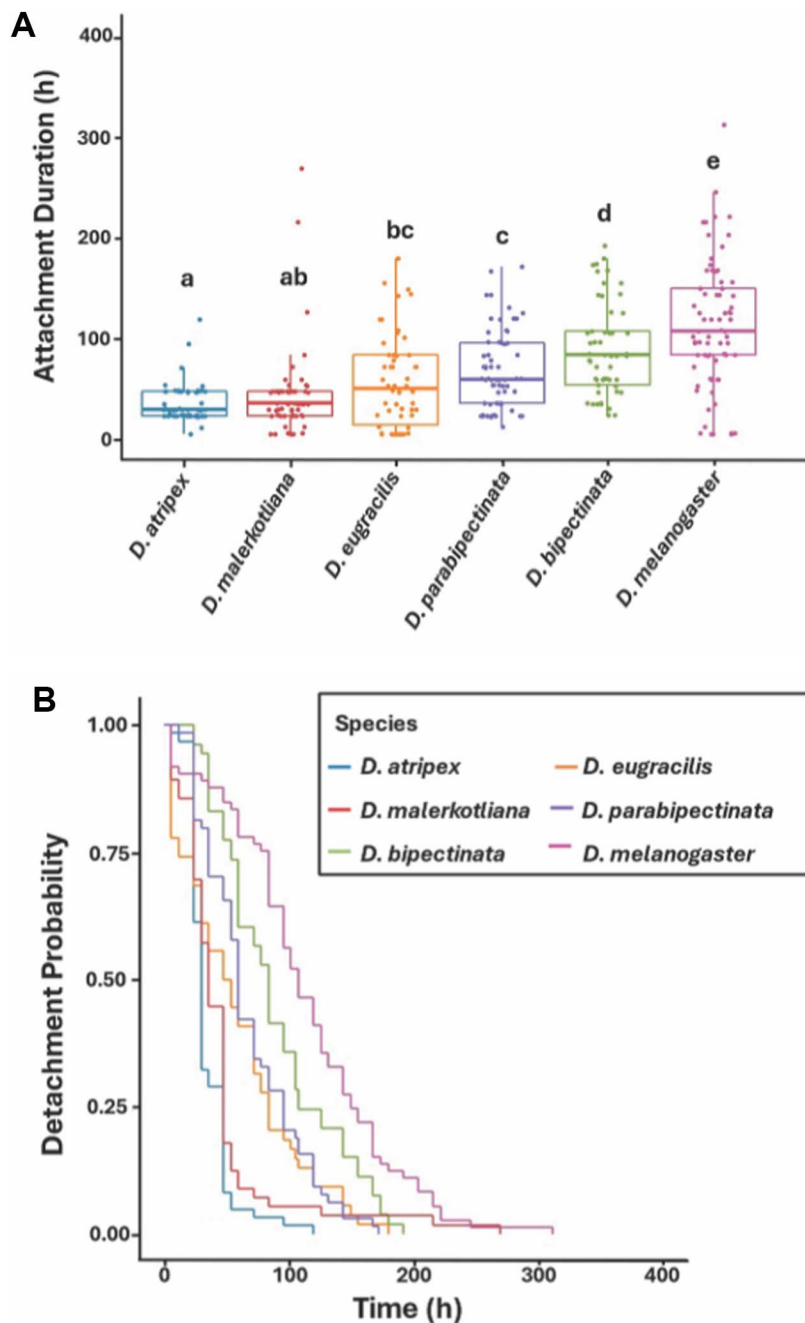 A
Attachment Duration (h)
400
300
200
100
0
a
ab
bc
c
d
e
D. atripex
D. malerkotliana
D. eugracilis
D. parabipectinata
D. bipectinata
D. melanogaster
B
Detachment Probability
1.00
0.75
0.50
0.25
0.00
Species
D. atripex
D. eugracilis
D. malerkotliana
D. parabipectinata
D. bipectinata
D. melanogaster
0
100
200
300
400
Time (h)